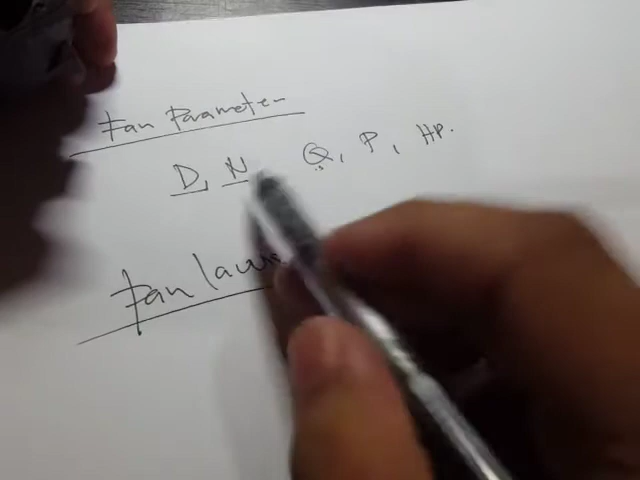 Fan Parameter
D, N Q, P, HP.
Fan laws